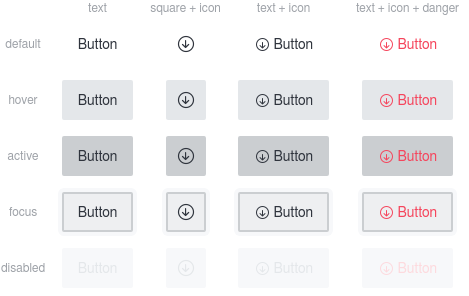 text square + icon text + icon text + icon + danger
default Button Button Button
hover Button Button Button
active Button Button Button
focus Button Button Button
disabled Button Button Button